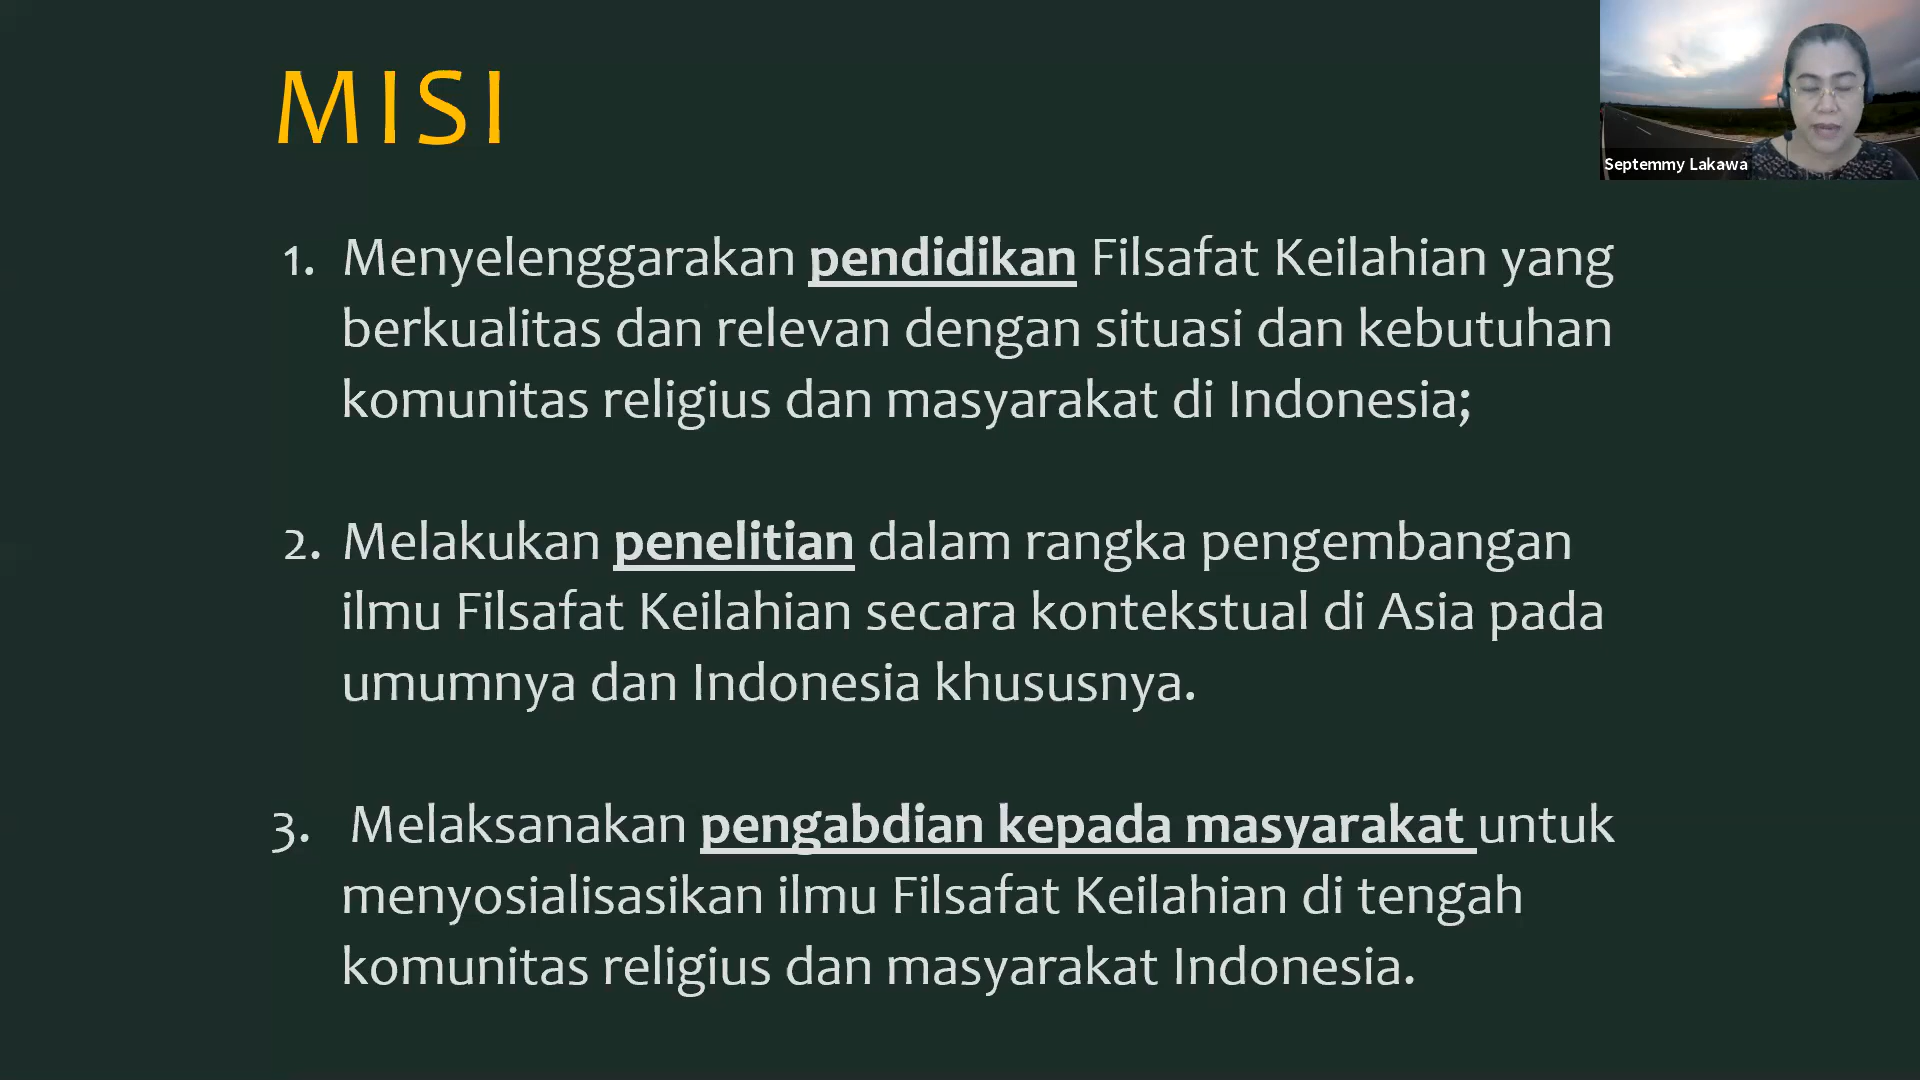 MISI
Septemmy Lakawa
1. Menyelenggarakan pendidikan Filsafat Keilahian yang
berkualitas dan relevan dengan situasi dan kebutuhan
komunitas religius dan masyarakat di Indonesia;
2. Melakukan penelitian dalam rangka pengembangan
ilmu Filsafat Keilahian secara kontekstual di Asia pada
umumnya dan Indonesia khususnya.
3. Melaksanakan pengabdian kepada masyarakat untuk
menyosialisasikan ilmu Filsafat Keilahian di tengah
komunitas religius dan masyarakat Indonesia.